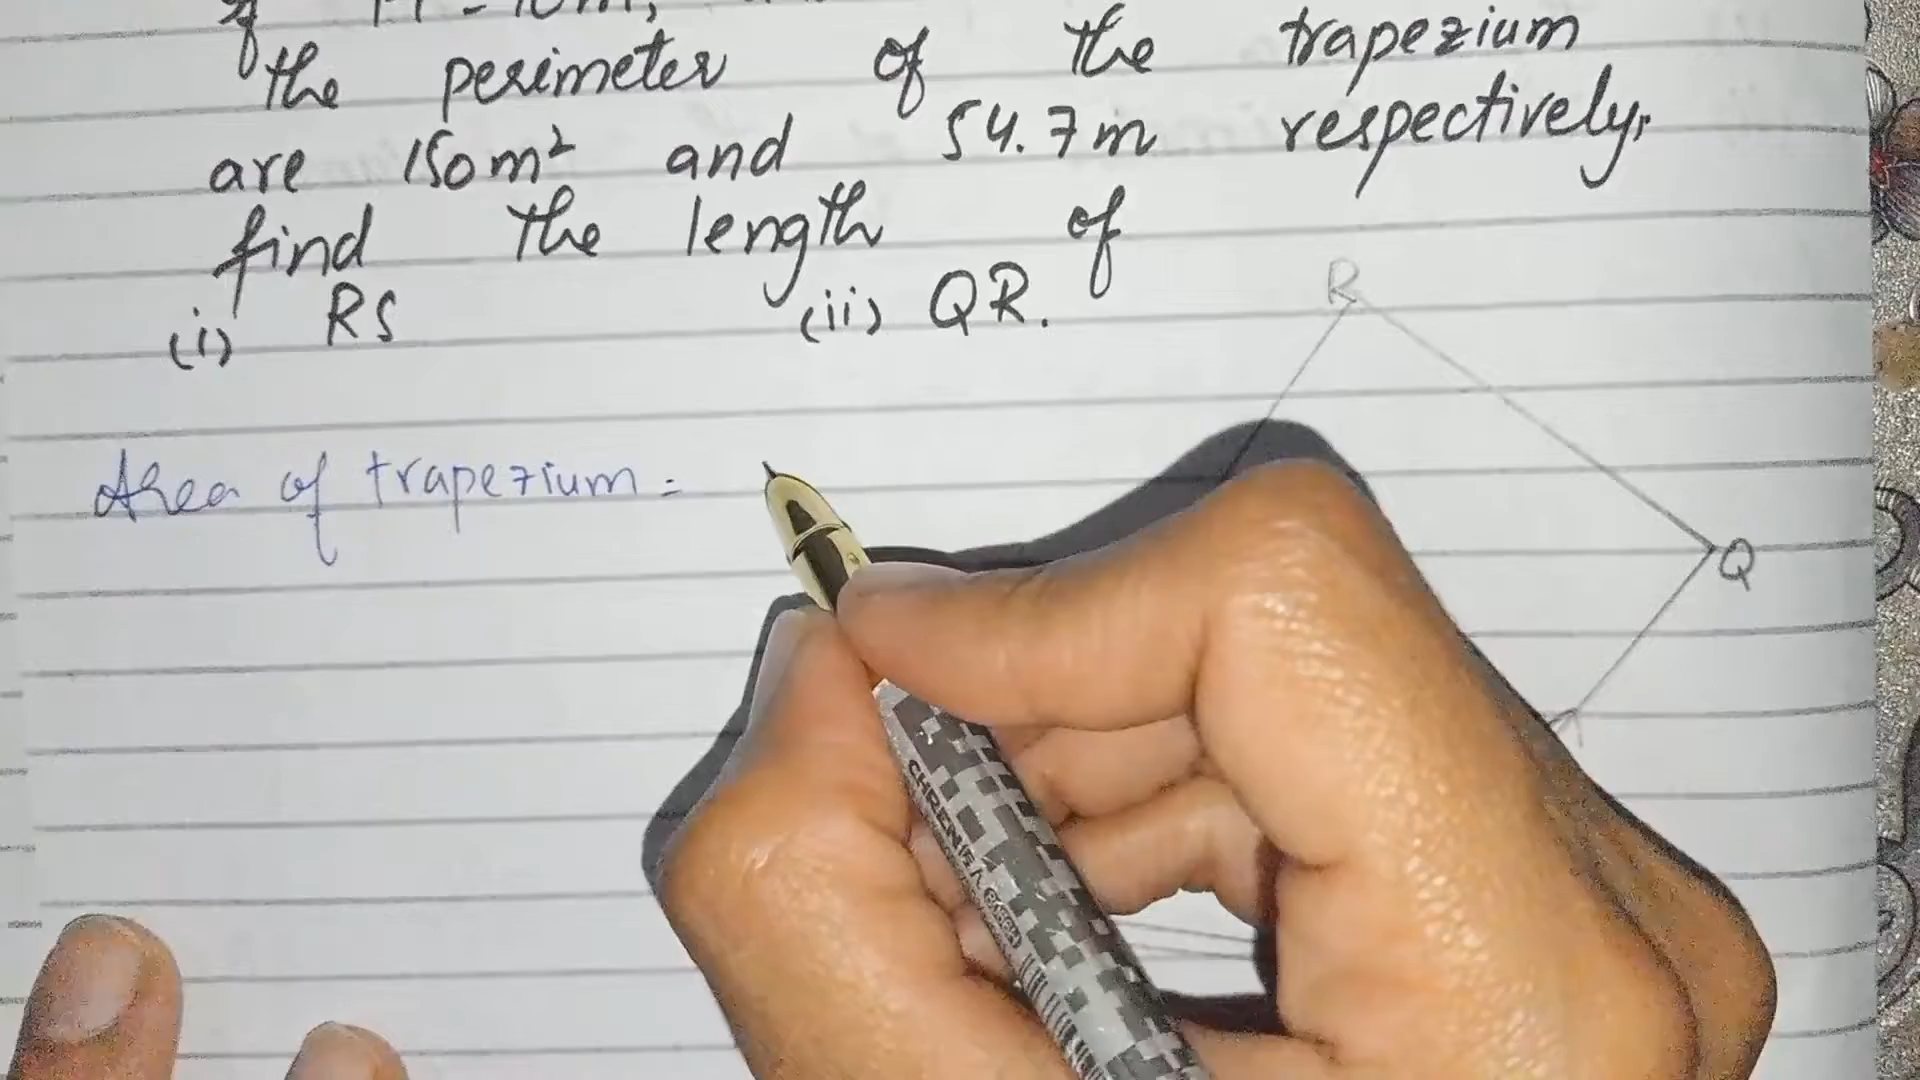 the perimeter of the trapezium
are 150m² and 54.7m respectively.
find the length of
(i) RS (ii) QR.
R
Area of trapezium =
Q
CHREN